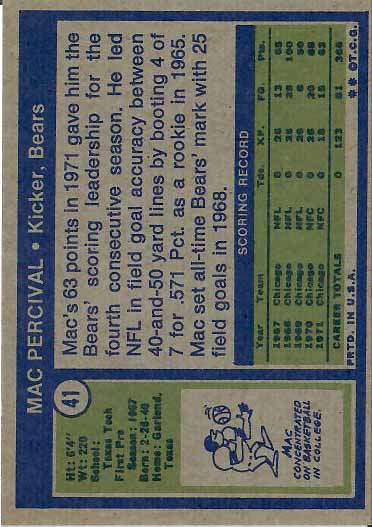 MAC PERCIVAL • Kicker, Bears
41
Ht: 6'4"
Wt: 220
School:
Texas Tech
First Pro
Season: 1967
Born: 2-26-40
Home: Garland,
Texas
MAC
CONCENTRATED
ON BASKETBALL
IN COLLEGE.
Mac's 63 points in 1971 gave him the
Bears' scoring leadership for the
fourth consecutive season. He led
NFL in field goal accuracy between
40-and-50 yard lines by booting 4 of
7 for .571 Pct. as a rookie in 1965.
Mac set all-time Bears' mark with 25
field goals in 1968.
SCORING RECORD
Year Team Tds. XP. FG. Pts.
1967 Chicago NFL 0 26 13 65
1968 Chicago NFL 0 25 25 100
1969 Chicago NFL 0 26 8 50
1970 Chicago NFC 0 28 20 88
1971 Chicago NFC 0 18 15 63
CAREER TOTALS 0 123 81 366
PRTD. IN U.S.A. * * ©T.C.G.